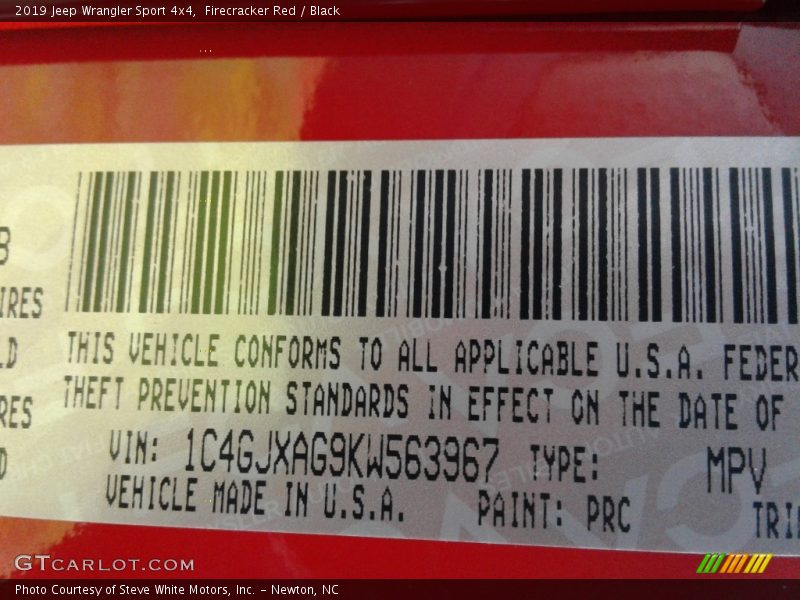 2019 Jeep Wrangler Sport 4x4,  Firecracker Red / Black
THIS VEHICLE CONFORMS TO ALL APPLICABLE U.S.A. FEDER
THEFT PREVENTION STANDARDS IN EFFECT ON THE DATE OF
VIN: 1C4GJXAG9KW563967 TYPE: MPV
VEHICLE MADE IN U.S.A. PAINT: PRC TRI
B
IRES
LD
RES
D
GTCARLOT.COM
Photo Courtesy of Steve White Motors, Inc. – Newton, NC